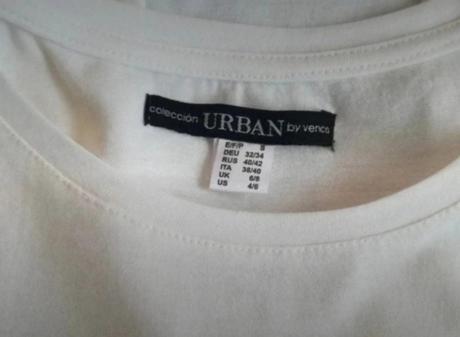 colección URBAN by venca
E/F/P S
DEU 32/34
RUS 40/42
ITA 38/40
UK 6/8
US 4/6